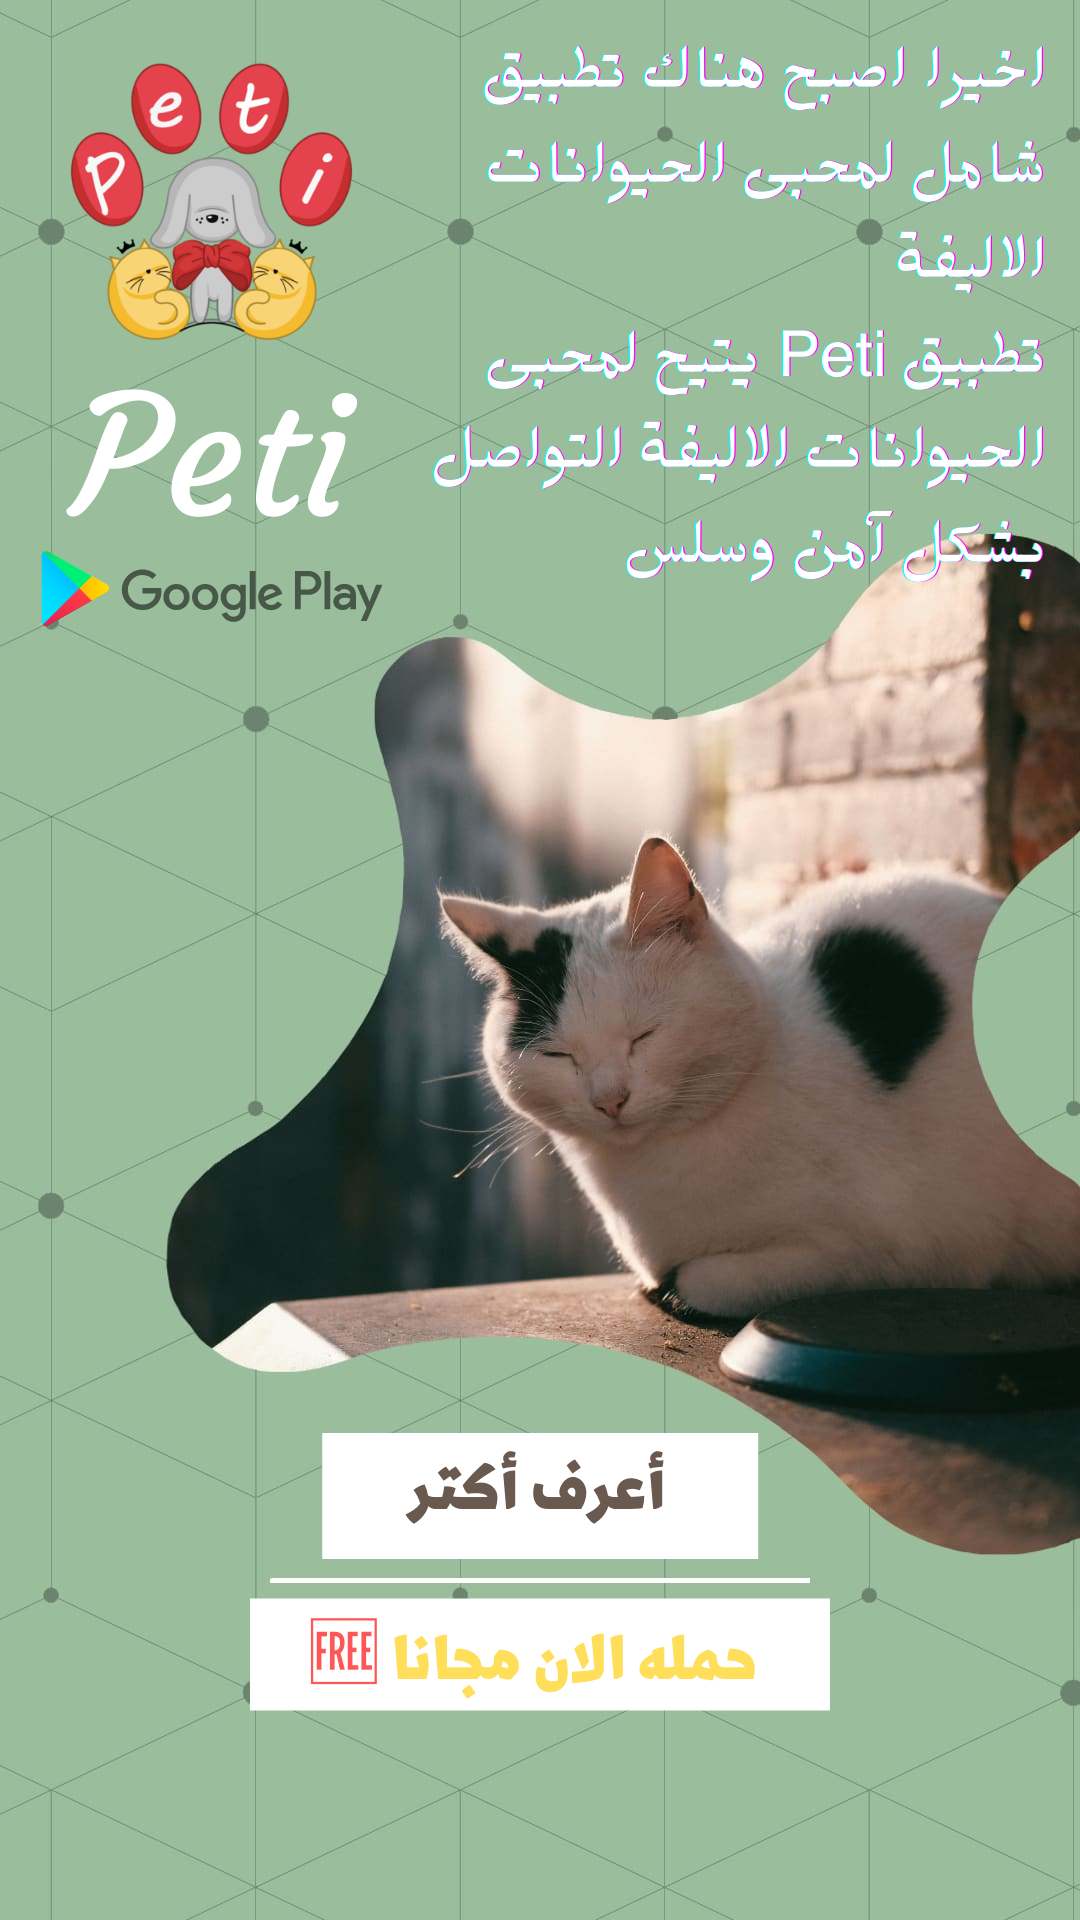 اخيرا اصبح هناك تطبيق
شامل لمحبى الحيوانات
الاليفة
تطبيق Peti يتيح لمحبى
الحيوانات الاليفة التواصل
بشكل آمن وسلس
Peti
Peti
Google Play
أعرف أكتر
حمله الان مجانا FREE